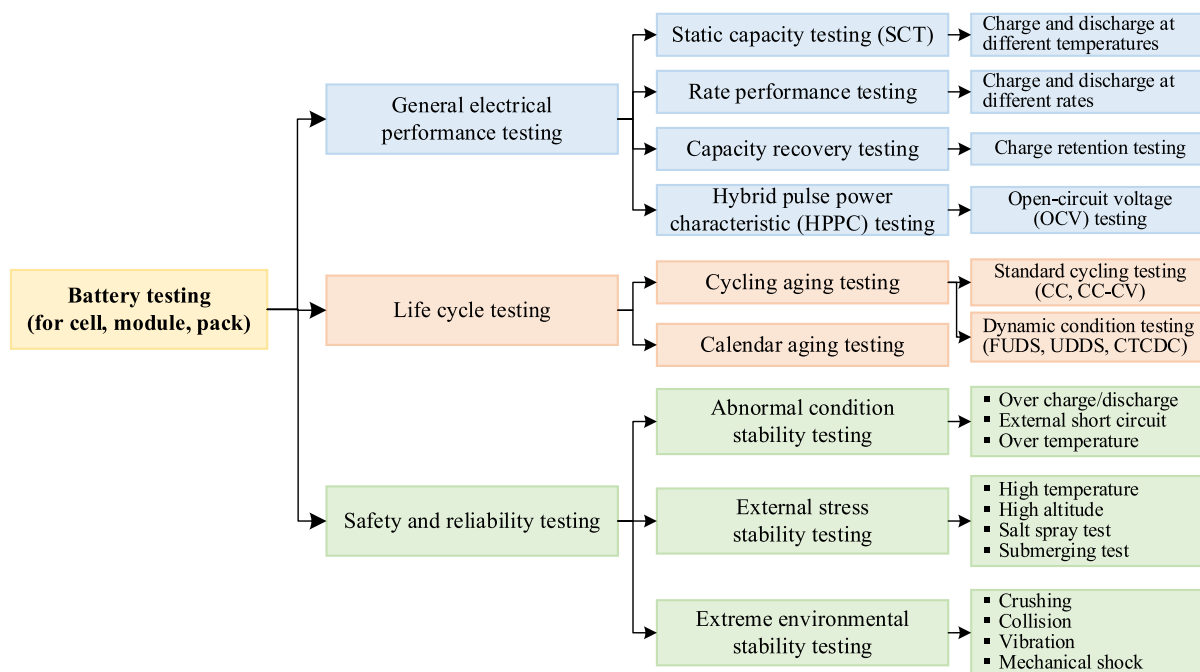 Battery testing
(for cell, module, pack)
General electrical
performance testing
Static capacity testing (SCT)
Charge and discharge at
different temperatures
Rate performance testing
Charge and discharge at
different rates
Capacity recovery testing
Charge retention testing
Hybrid pulse power
characteristic (HPPC) testing
Open-circuit voltage
(OCV) testing
Life cycle testing
Cycling aging testing
Standard cycling testing
(CC, CC-CV)
Dynamic condition testing
(FUDS, UDDS, CTCDC)
Calendar aging testing
Safety and reliability testing
Abnormal condition
stability testing
▪ Over charge/discharge
▪ External short circuit
▪ Over temperature
External stress
stability testing
▪ High temperature
▪ High altitude
▪ Salt spray test
▪ Submerging test
Extreme environmental
stability testing
▪ Crushing
▪ Collision
▪ Vibration
▪ Mechanical shock